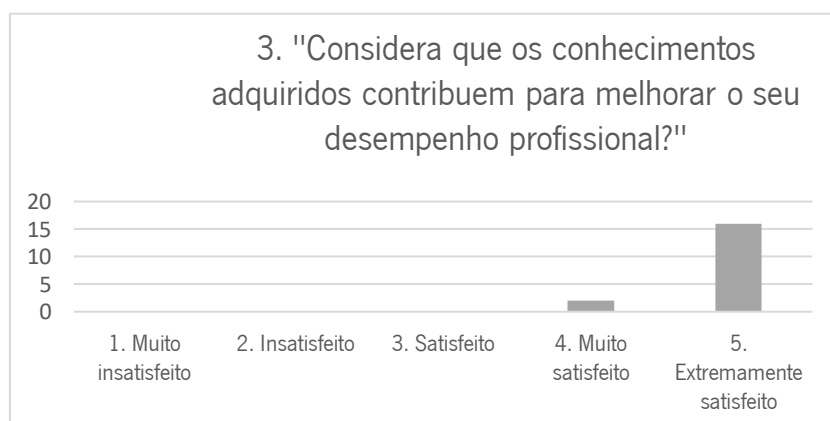 3. "Considera que os conhecimentos
adquiridos contribuem para melhorar o seu
desempenho profissional?"
20
15
10
5
0
1. Muito
insatisfeito
2. Insatisfeito
3. Satisfeito
4. Muito
satisfeito
5.
Extremamente
satisfeito